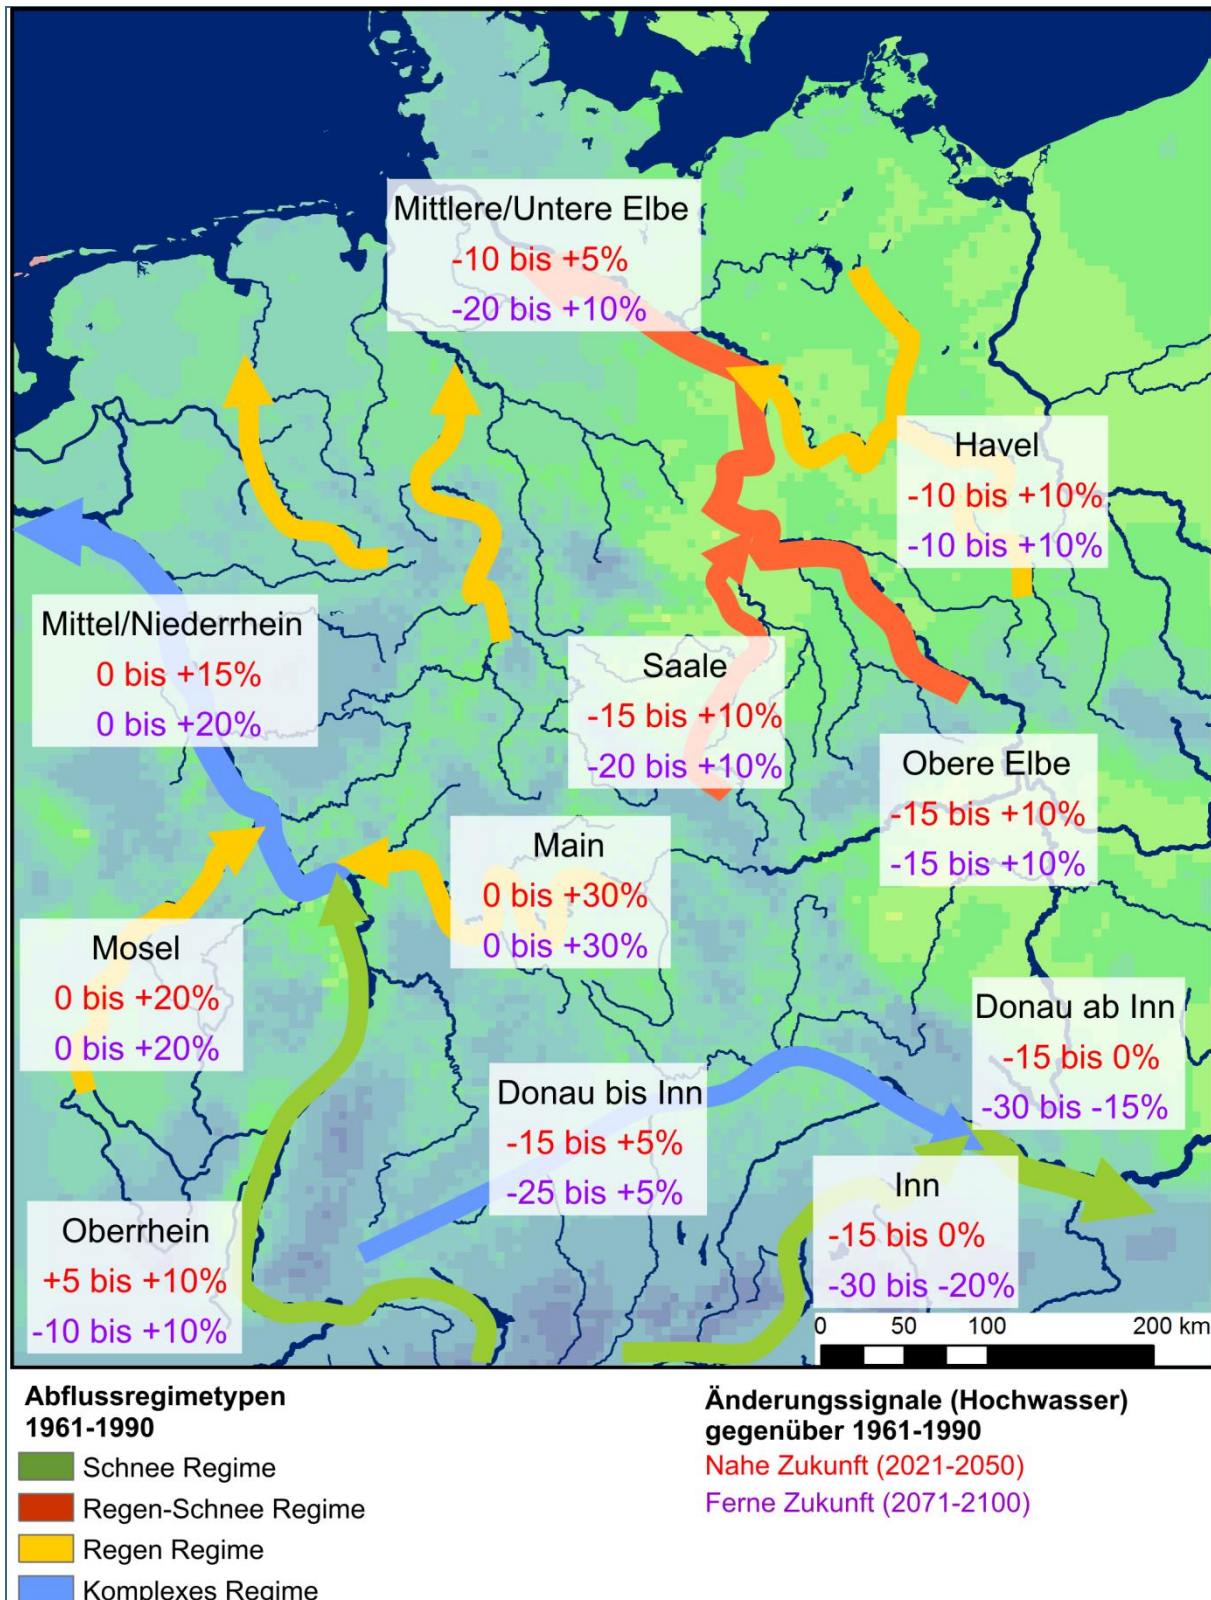 Mittlere/Untere Elbe
-10 bis +5%
-20 bis +10%
Havel
-10 bis +10%
-10 bis +10%
Mittel/Niederrhein
0 bis +15%
0 bis +20%
Saale
-15 bis +10%
-20 bis +10%
Obere Elbe
-15 bis +10%
-15 bis +10%
Main
0 bis +30%
0 bis +30%
Mosel
0 bis +20%
0 bis +20%
Donau ab Inn
-15 bis 0%
-30 bis -15%
Donau bis Inn
-15 bis +5%
-25 bis +5%
Inn
-15 bis 0%
-30 bis -20%
Oberrhein
+5 bis +10%
-10 bis +10%
0 50 100 200 km
Abflussregimetypen
1961-1990
Schnee Regime
Regen-Schnee Regime
Regen Regime
Komplexes Regime
Änderungssignale (Hochwasser)
gegenüber 1961-1990
Nahe Zukunft (2021-2050)
Ferne Zukunft (2071-2100)